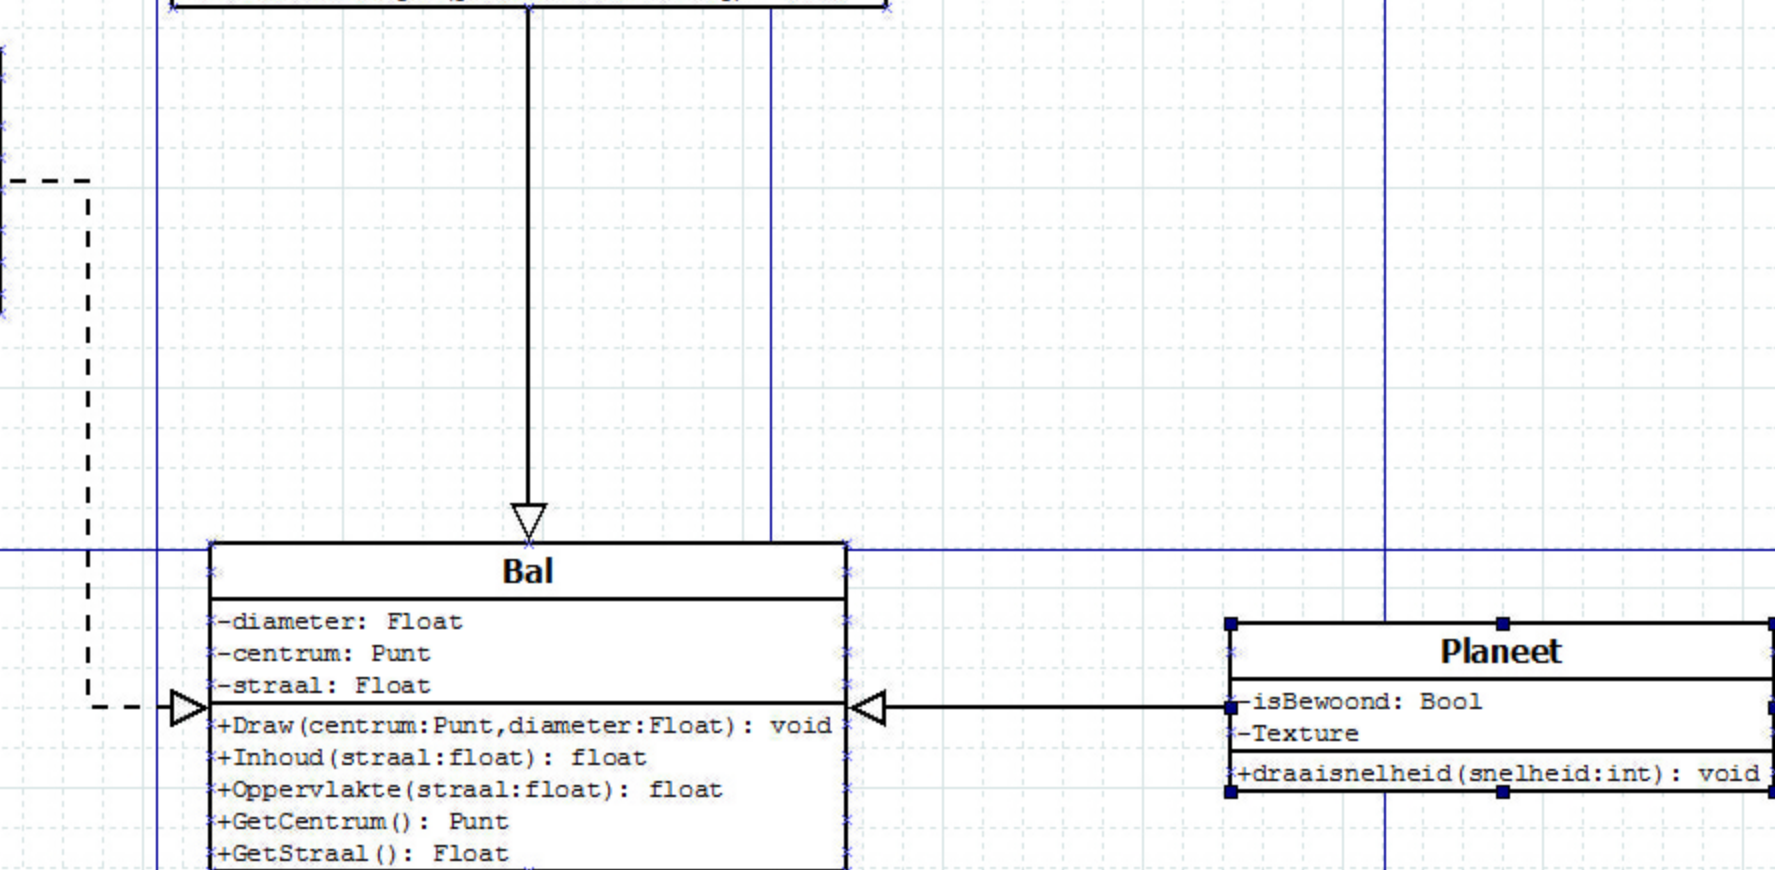 Bal
-diameter: Float
-centrum: Punt
-straal: Float
+Draw(centrum:Punt,diameter:Float): void
+Inhoud(straal:float): float
+Oppervlakte(straal:float): float
+GetCentrum(): Punt
+GetStraal(): Float
Planeet
-isBewoond: Bool
-Texture
+draaisnelheid(snelheid:int): void